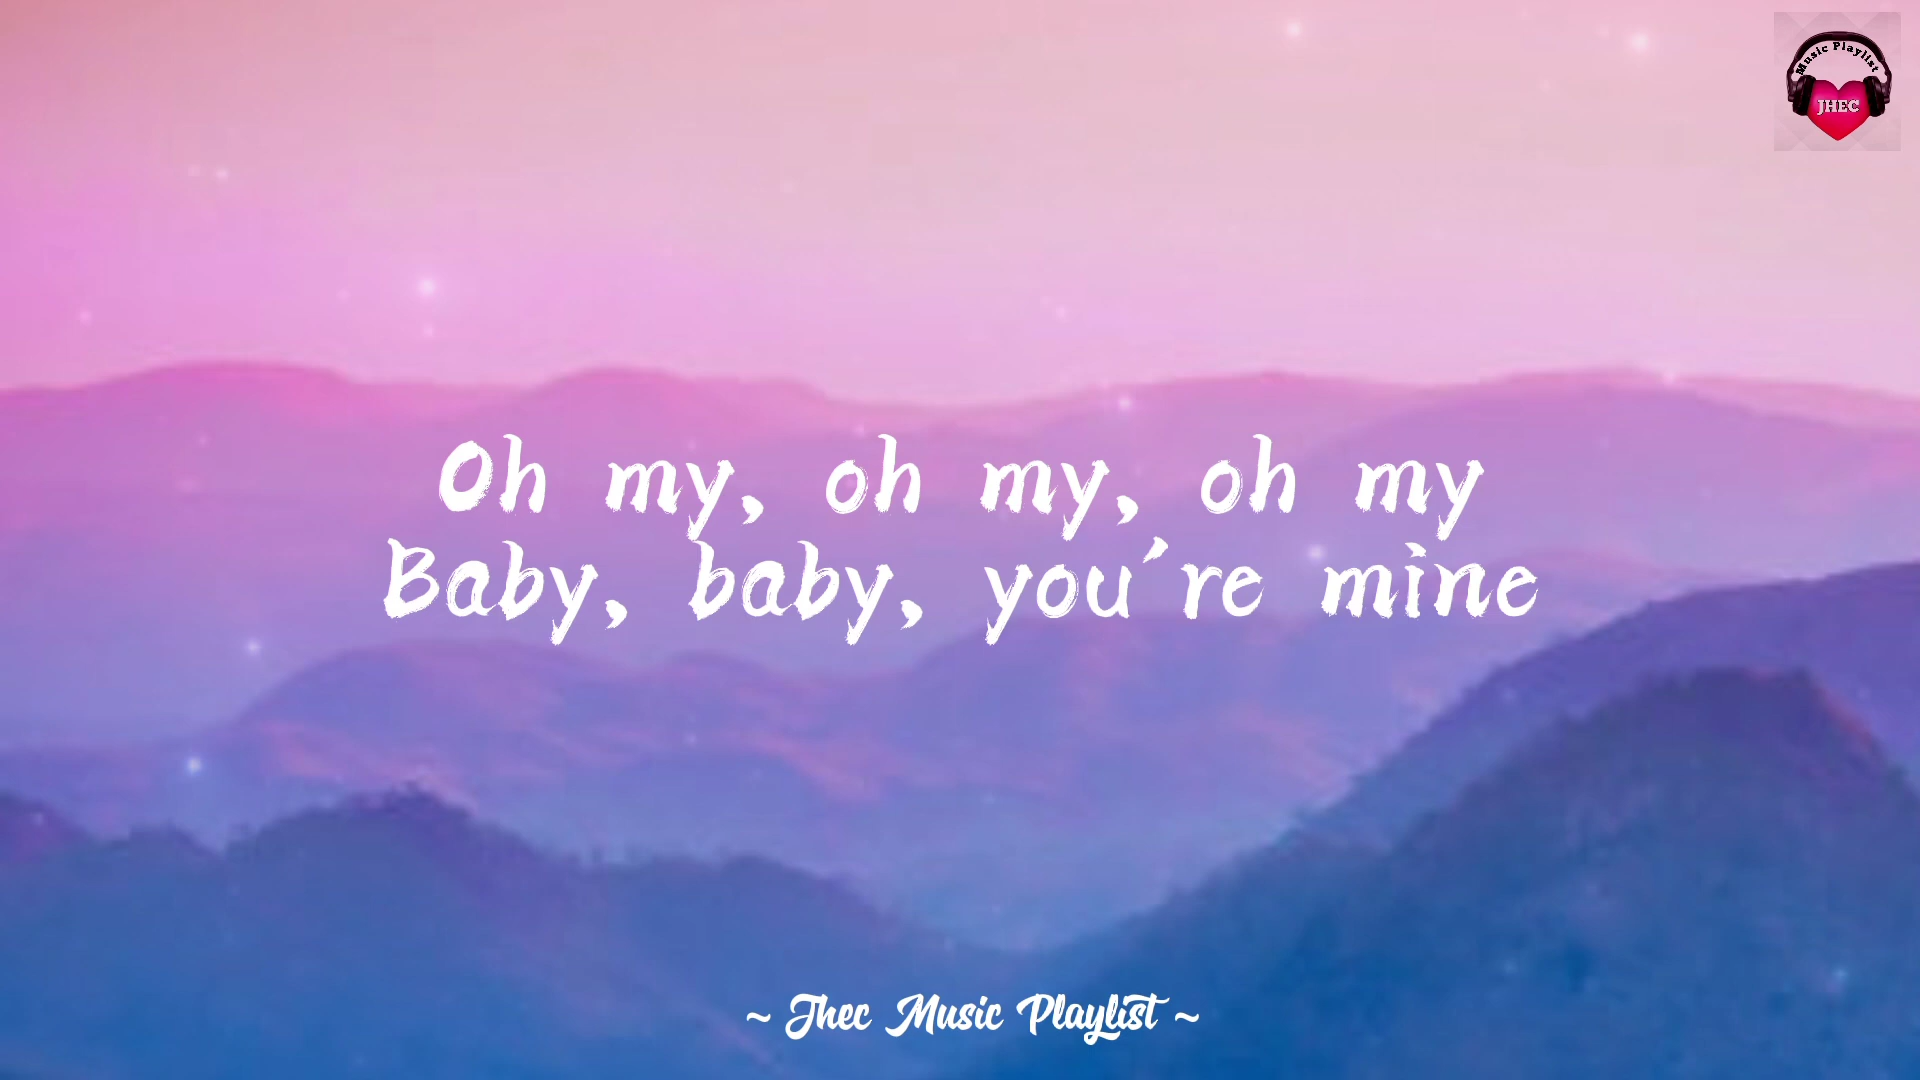 Music Playlist
JHEC
Oh my, oh my, oh my
Baby, baby, you're mine
~ Jhec Music Playlist ~